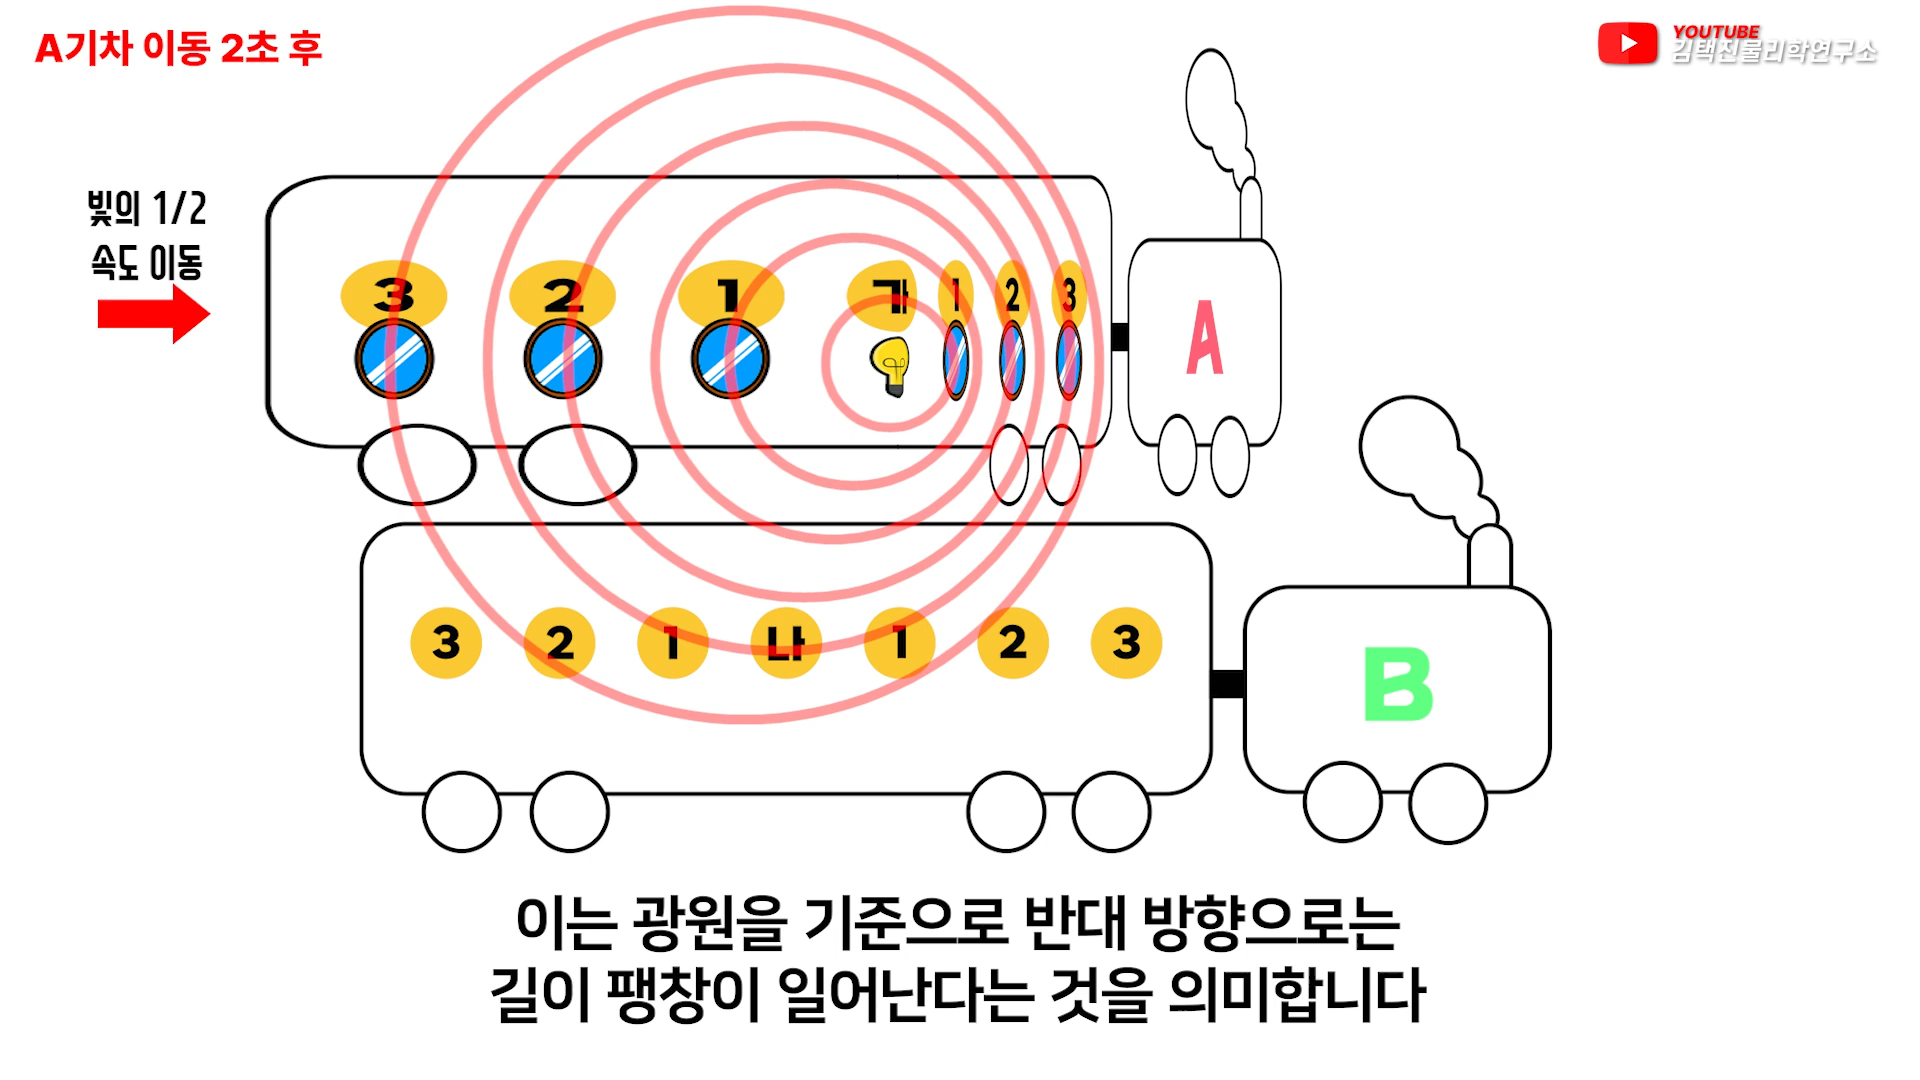 A기차 이동 2초 후
YOUTUBE
김택진물리학연구소
빛의 1/2
속도 이동
3 2 1 가 1 2 3
A
3 2 1 나 1 2 3
B
이는 광원을 기준으로 반대 방향으로는
길이 팽창이 일어난다는 것을 의미합니다